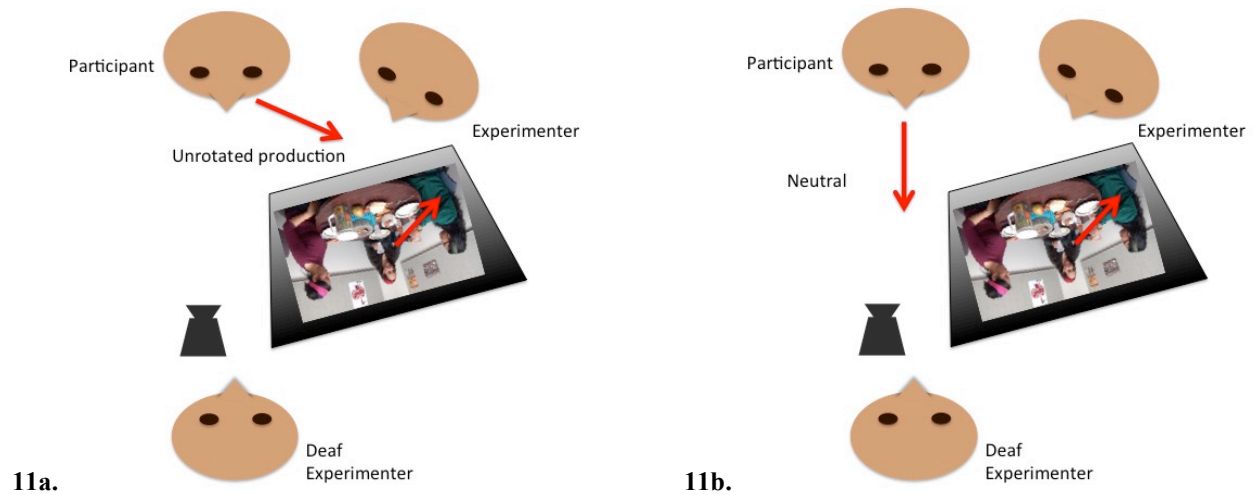 Participant
Experimenter
Unrotated production
Deaf
Experimenter
11a.
Participant
Experimenter
Neutral
Deaf
Experimenter
11b.